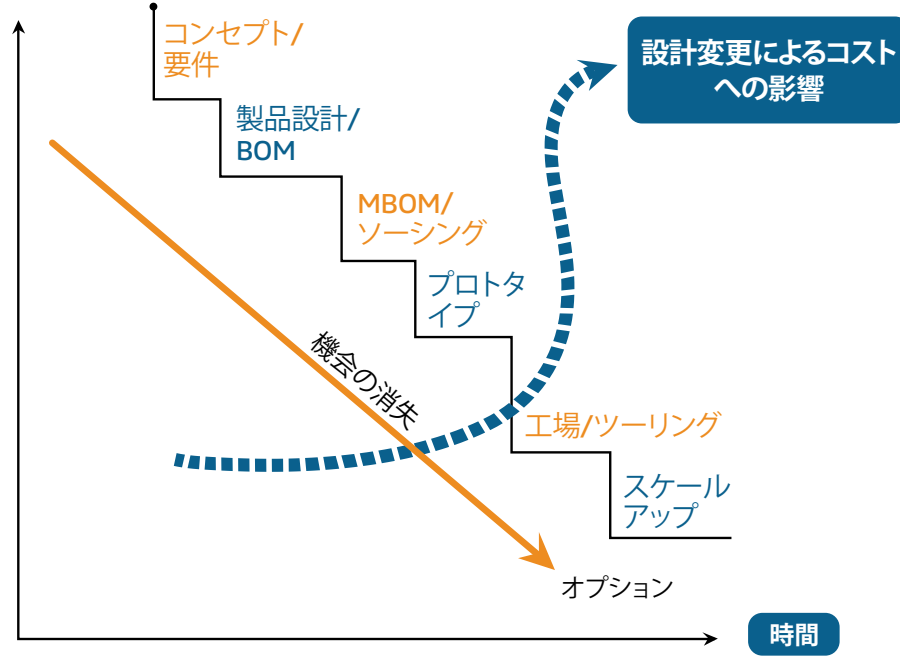 コンセプト/
要件
設計変更によるコスト
への影響
製品設計/
BOM
MBOM/
ソーシング
プロトタ
イプ
機会の消失
工場/ツーリング
スケール
アップ
オプション
時間